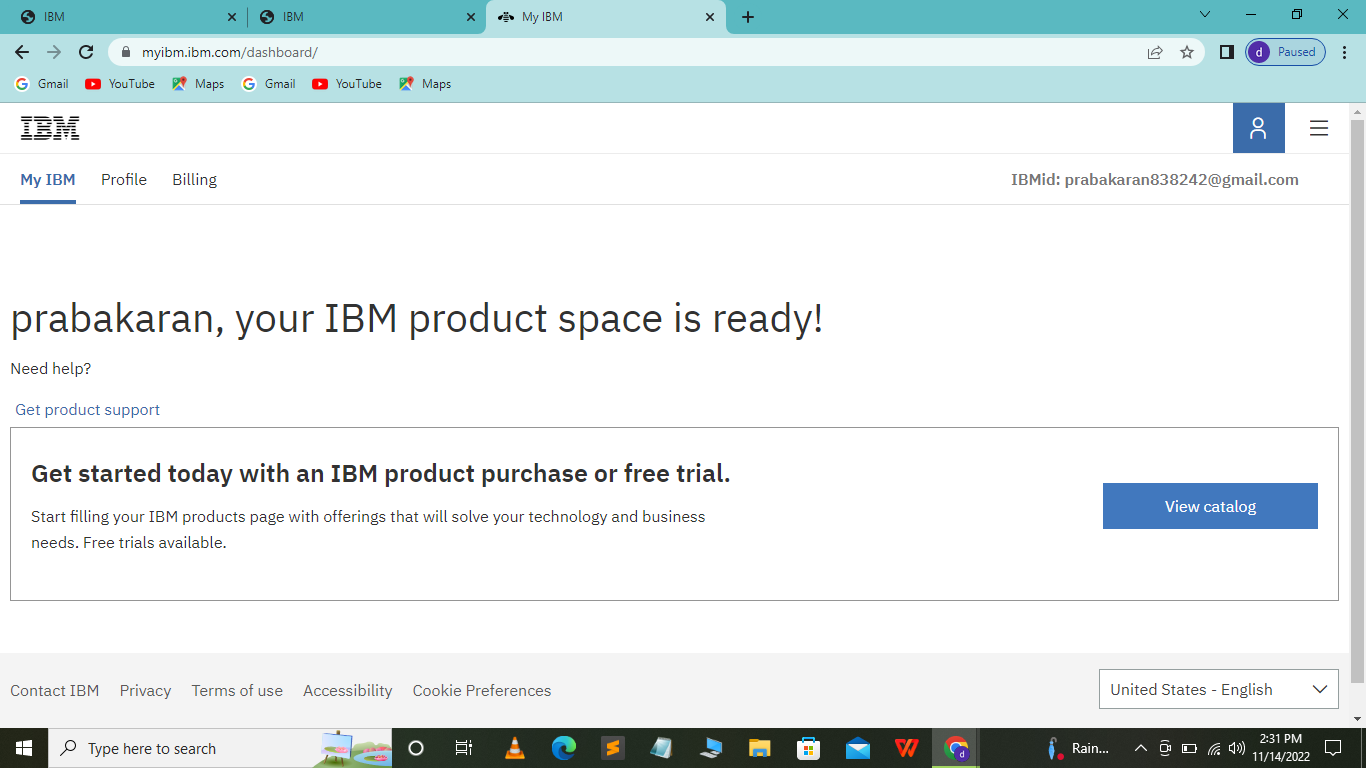 IBM
IBM
My IBM
myibm.ibm.com/dashboard/
d Paused
Gmail YouTube Maps Gmail YouTube Maps
IBM
My IBM Profile Billing IBMid: prabakaran838242@gmail.com
prabakaran, your IBM product space is ready!
Need help?
Get product support
Get started today with an IBM product purchase or free trial.
Start filling your IBM products page with offerings that will solve your technology and business
needs. Free trials available.
View catalog
Contact IBM Privacy Terms of use Accessibility Cookie Preferences
United States - English
Type here to search
d
Rain...
2:31 PM
11/14/2022